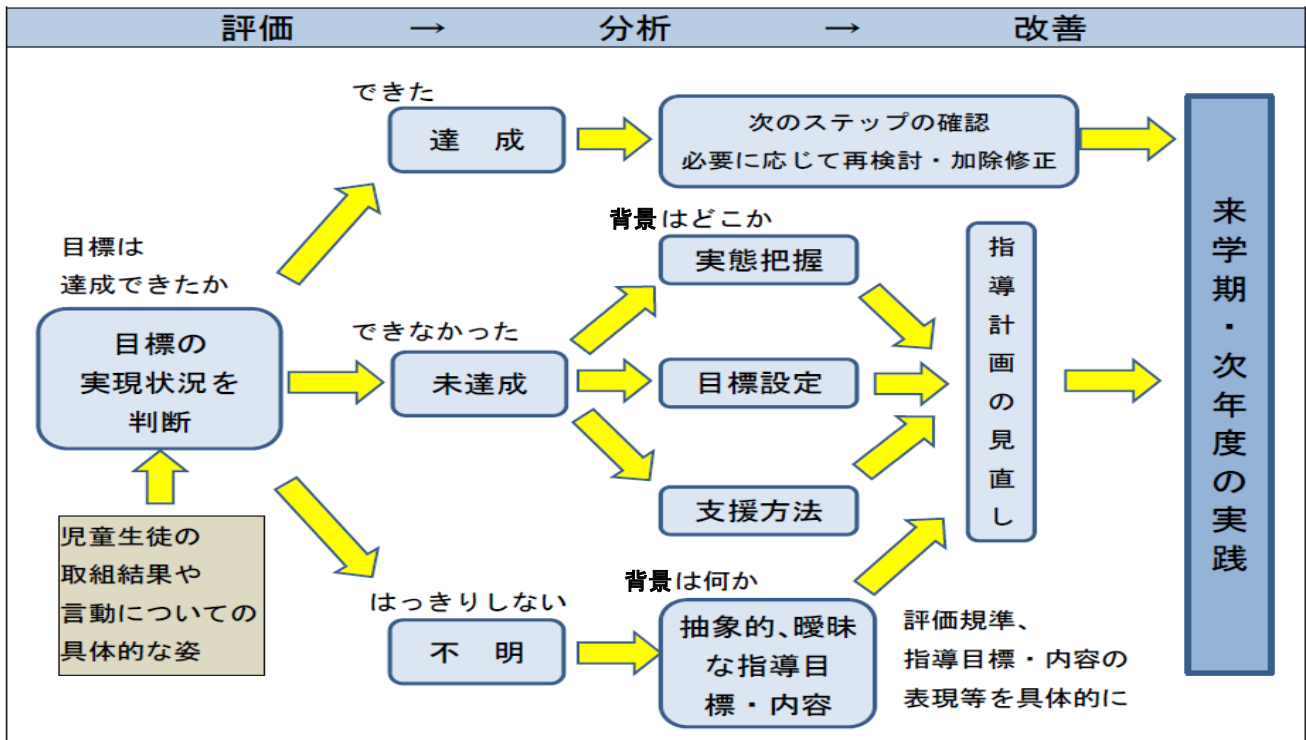 評価 → 分析 → 改善
できた
達 成
次のステップの確認
必要に応じて再検討・加除修正
目標は
達成できたか
目標の
実現状況を
判断
児童生徒の
取組結果や
言動についての
具体的な姿
できなかった
未達成
背景はどこか
実態把握
目標設定
支援方法
はっきりしない
不 明
背景は何か
抽象的、曖昧
な指導目
標・内容
指導計画の見直し
評価規準、
指導目標・内容の
表現等を具体的に
来学期・次年度の実践